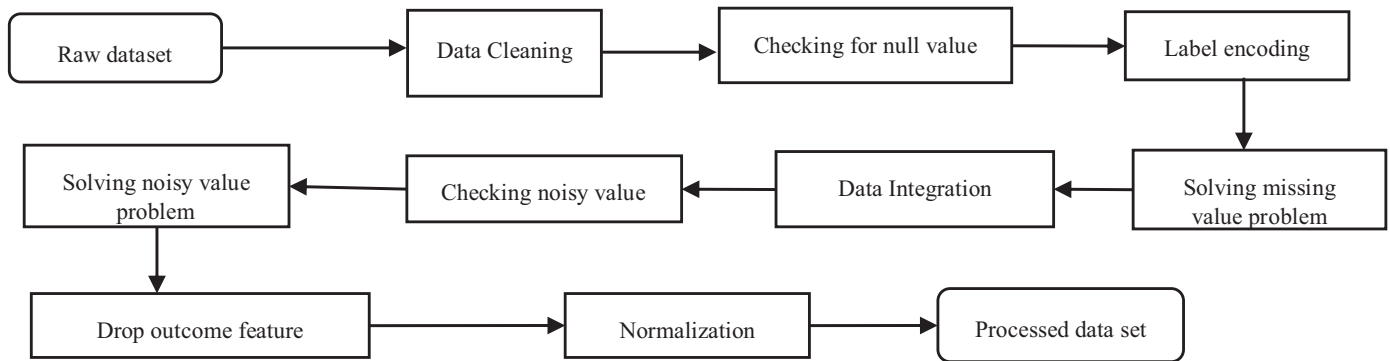 Raw dataset
Data Cleaning
Checking for null value
Label encoding
Solving missing
value problem
Data Integration
Checking noisy value
Solving noisy value
problem
Drop outcome feature
Normalization
Processed data set